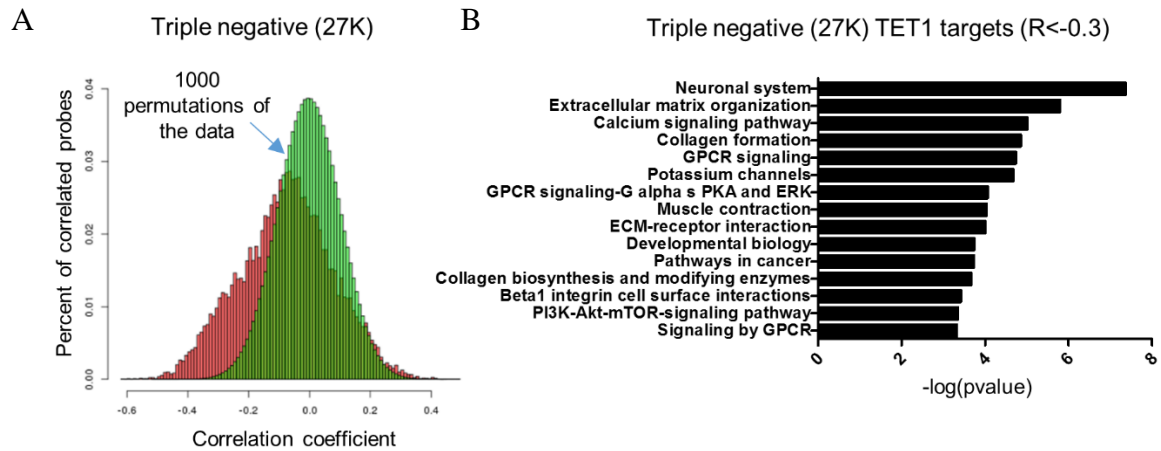 A
Triple negative (27K)
1000
permutations of
the data
Percent of correlated probes
0.04
0.03
0.02
0.01
0.00
-0.6
-0.4
-0.2
0.0
0.2
0.4
Correlation coefficient
B
Triple negative (27K) TET1 targets (R<-0.3)
Neuronal system
Extracellular matrix organization
Calcium signaling pathway
Collagen formation
GPCR signaling
Potassium channels
GPCR signaling-G alpha s PKA and ERK
Muscle contraction
ECM-receptor interaction
Developmental biology
Pathways in cancer
Collagen biosynthesis and modifying enzymes
Beta1 integrin cell surface interactions
PI3K-Akt-mTOR-signaling pathway
Signaling by GPCR
0
2
4
6
8
-log(pvalue)